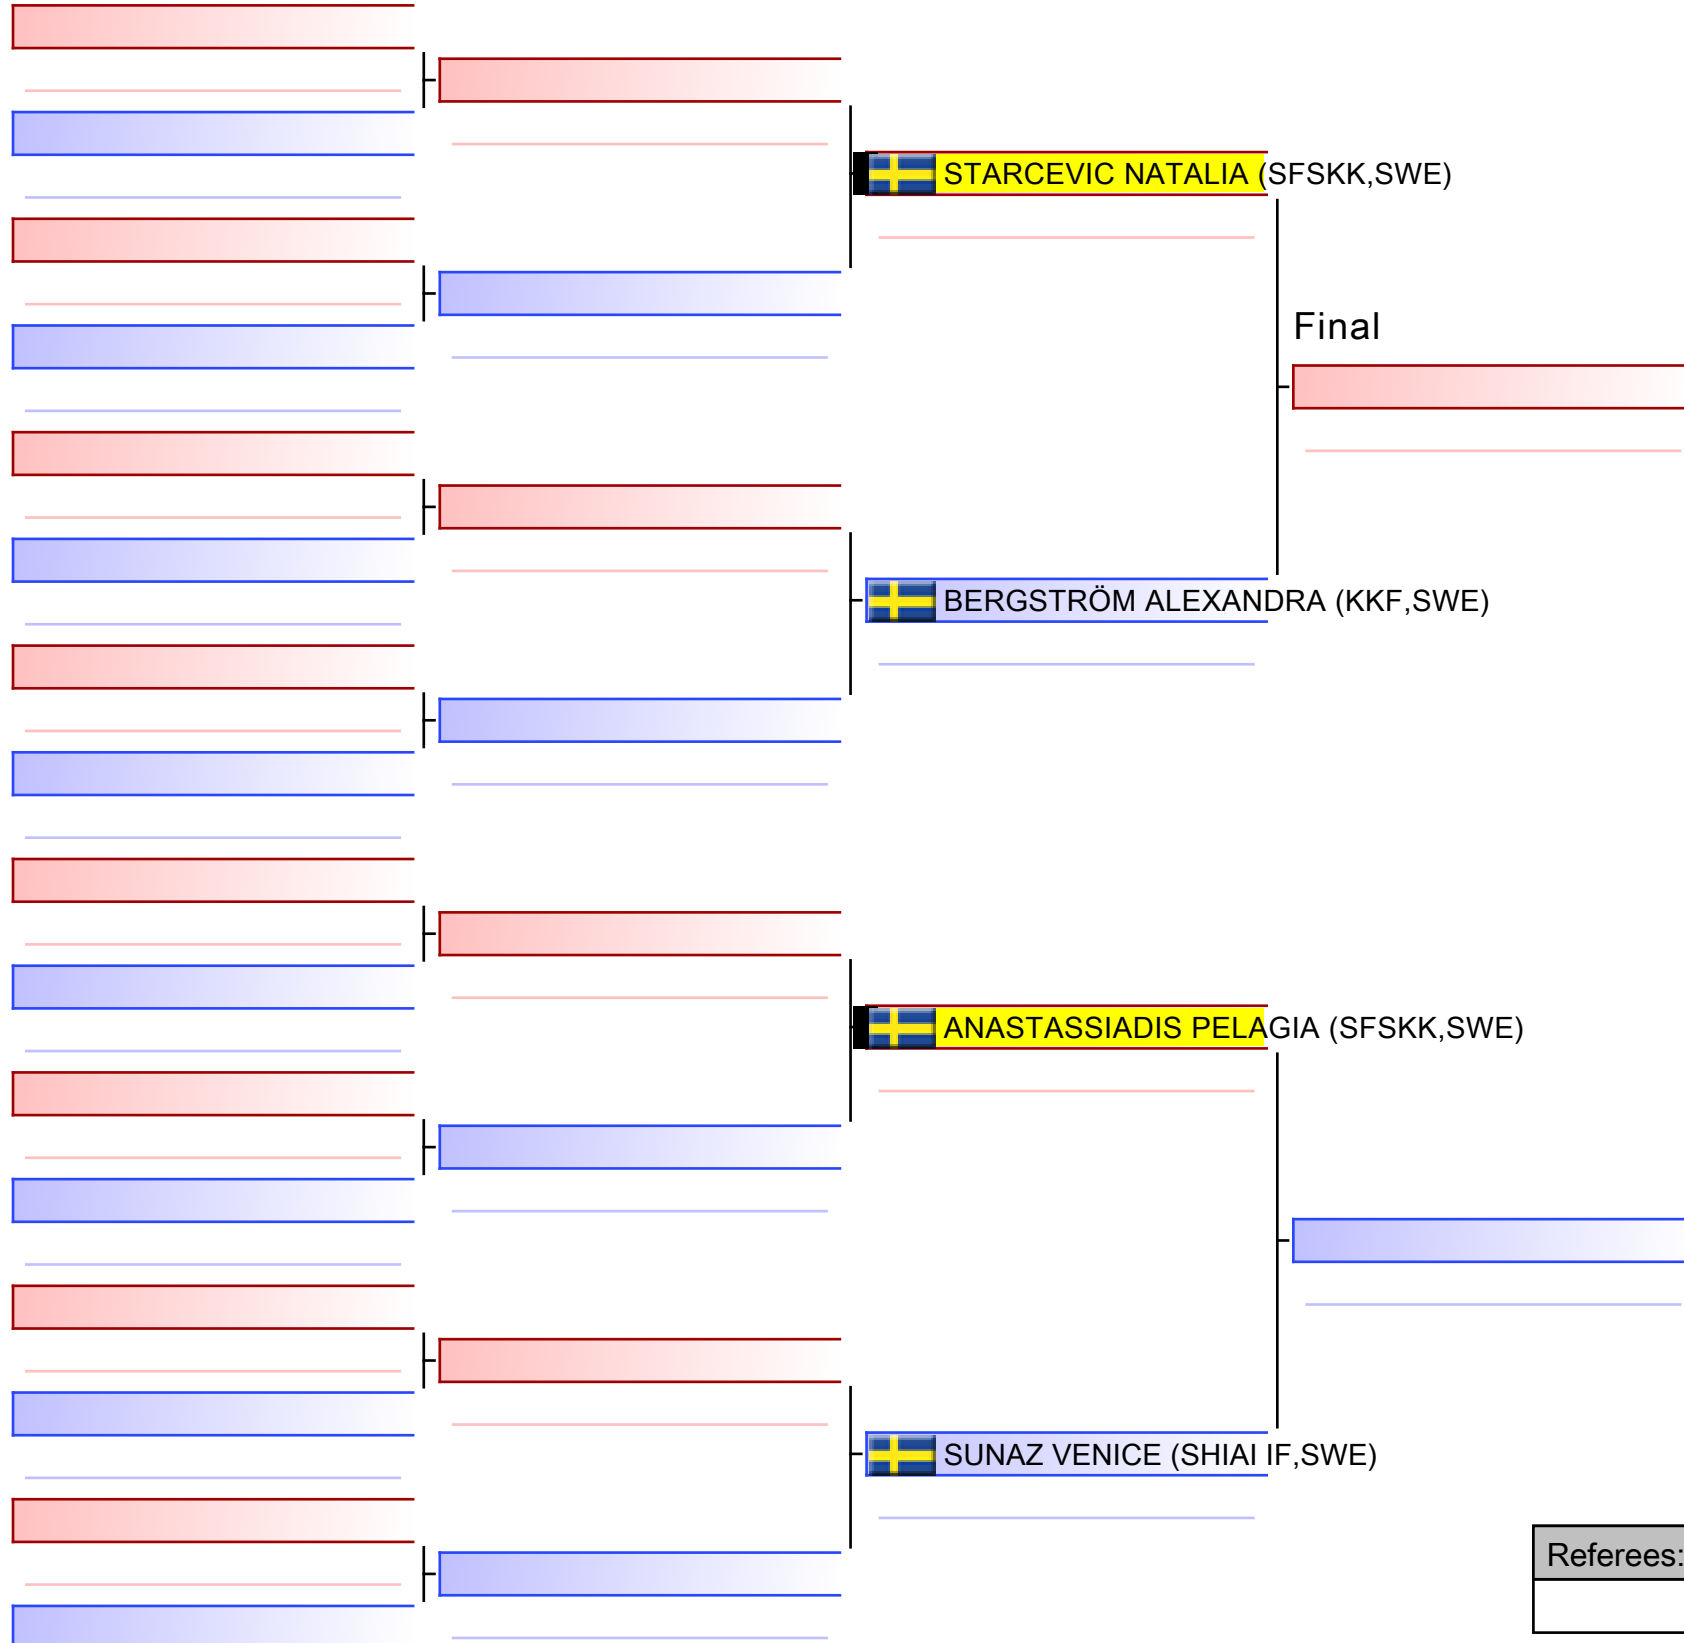 STARCEVIC NATALIA (SFSKK,SWE)
Final
BERGSTRÖM ALEXANDRA (KKF,SWE)
ANASTASSIADIS PELAGIA (SFSKK,SWE)
SUNAZ VENICE (SHIAI IF,SWE)
Referees: